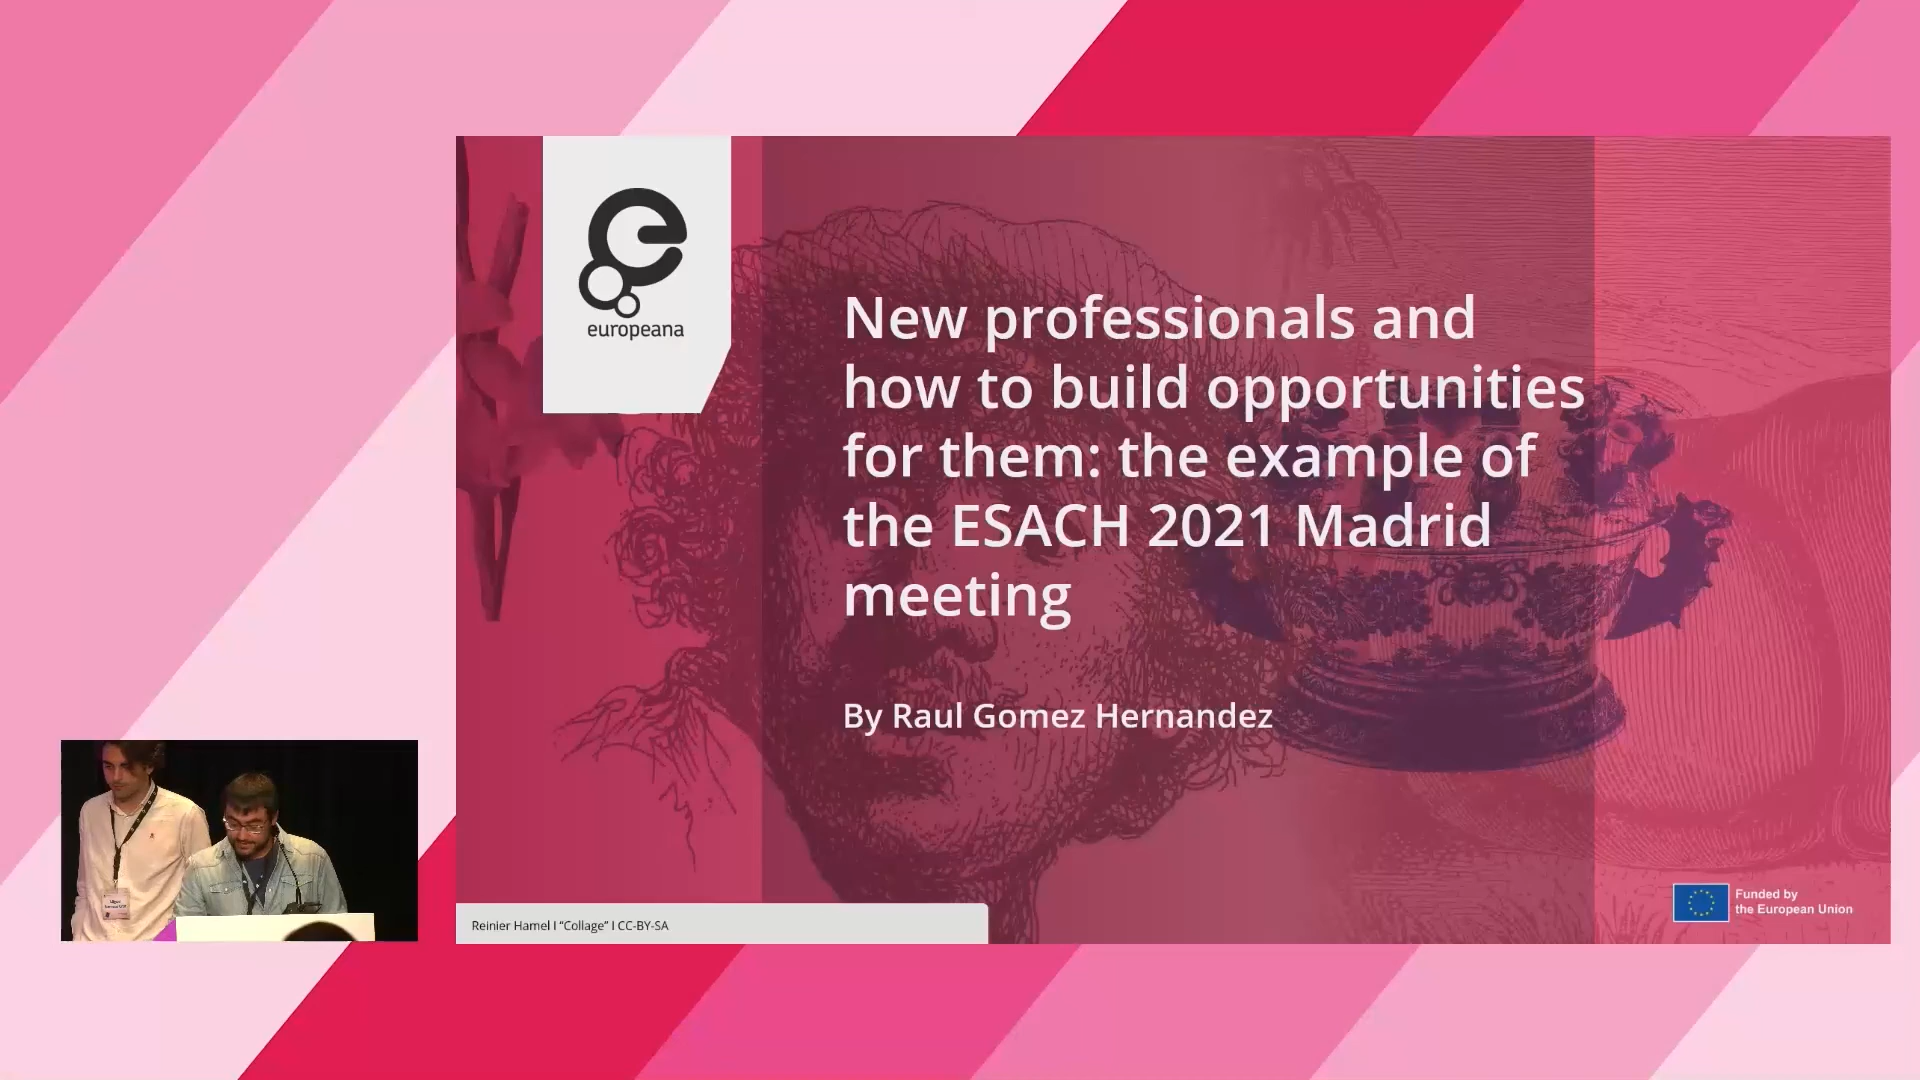 europeana
New professionals and
how to build opportunities
for them: the example of
the ESACH 2021 Madrid
meeting
By Raul Gomez Hernandez
Reinier Hamel I "Collage" I CC-BY-SA
Funded by
the European Union